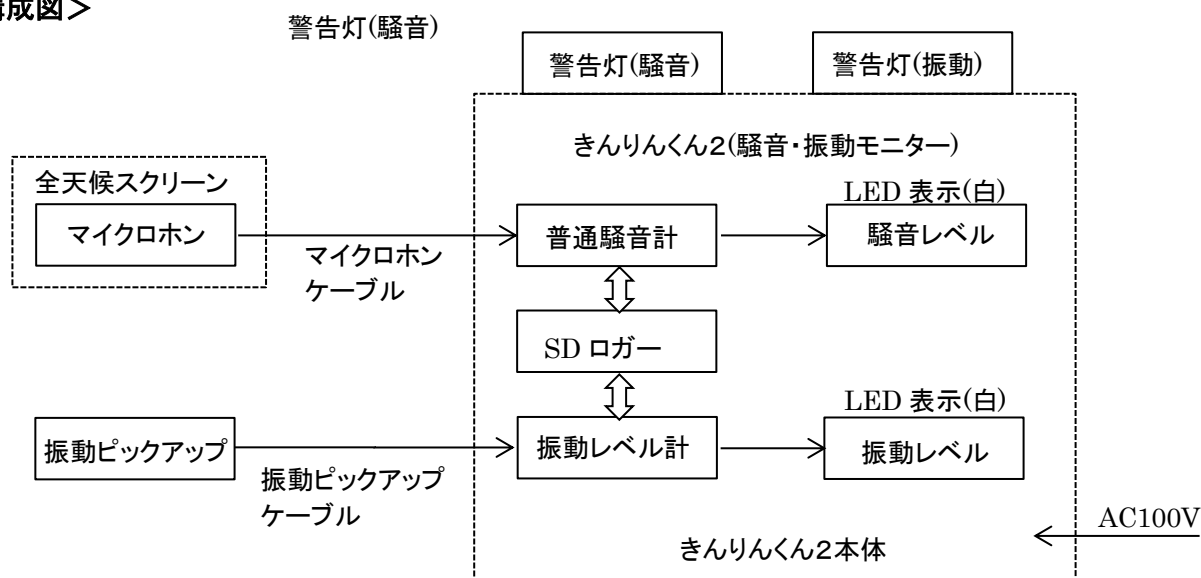 成図＞
警告灯(騒音)
警告灯(騒音)
警告灯(振動)
きんりんくん２(騒音・振動モニター)
全天候スクリーン
マイクロホン
マイクロホン
ケーブル
普通騒音計
LED 表示(白)
騒音レベル
SD ロガー
振動ピックアップ
振動ピックアップ
ケーブル
振動レベル計
LED 表示(白)
振動レベル
AC100V
きんりんくん２本体